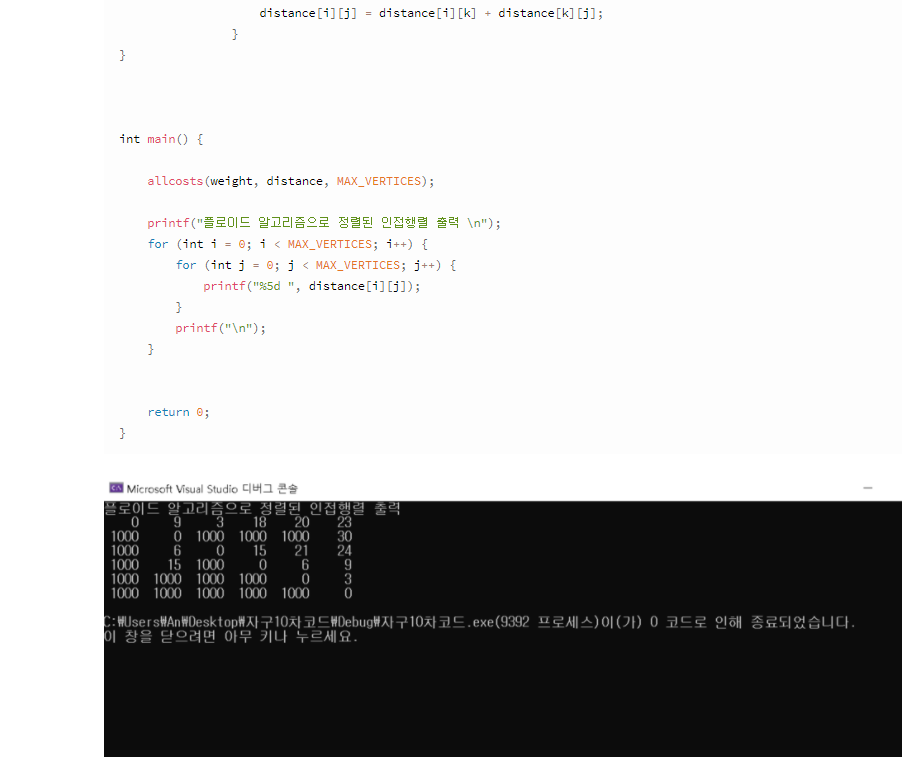 distance[i][j] = distance[i][k] + distance[k][j];
}
}
int main() {
allcosts(weight, distance, MAX_VERTICES);
printf("플로이드 알고리즘으로 정렬된 인접행렬 출력 \n");
for (int i = 0; i < MAX_VERTICES; i++) {
for (int j = 0; j < MAX_VERTICES; j++) {
printf("%5d ", distance[i][j]);
}
printf("\n");
}
return 0;
}
Microsoft Visual Studio 디버그 콘솔
플로이드 알고리즘으로 정렬된 인접행렬 출력
0 9 3 18 20 23
1000 0 1000 1000 1000 30
1000 6 0 15 21 24
1000 15 1000 0 6 9
1000 1000 1000 1000 0 3
1000 1000 1000 1000 1000 0
C:₩Users₩An₩Desktop₩자구10차코드₩Debug₩자구10차코드.exe(9392 프로세스)이(가) 0 코드로 인해 종료되었습니다.
이 창을 닫으려면 아무 키나 누르세요.